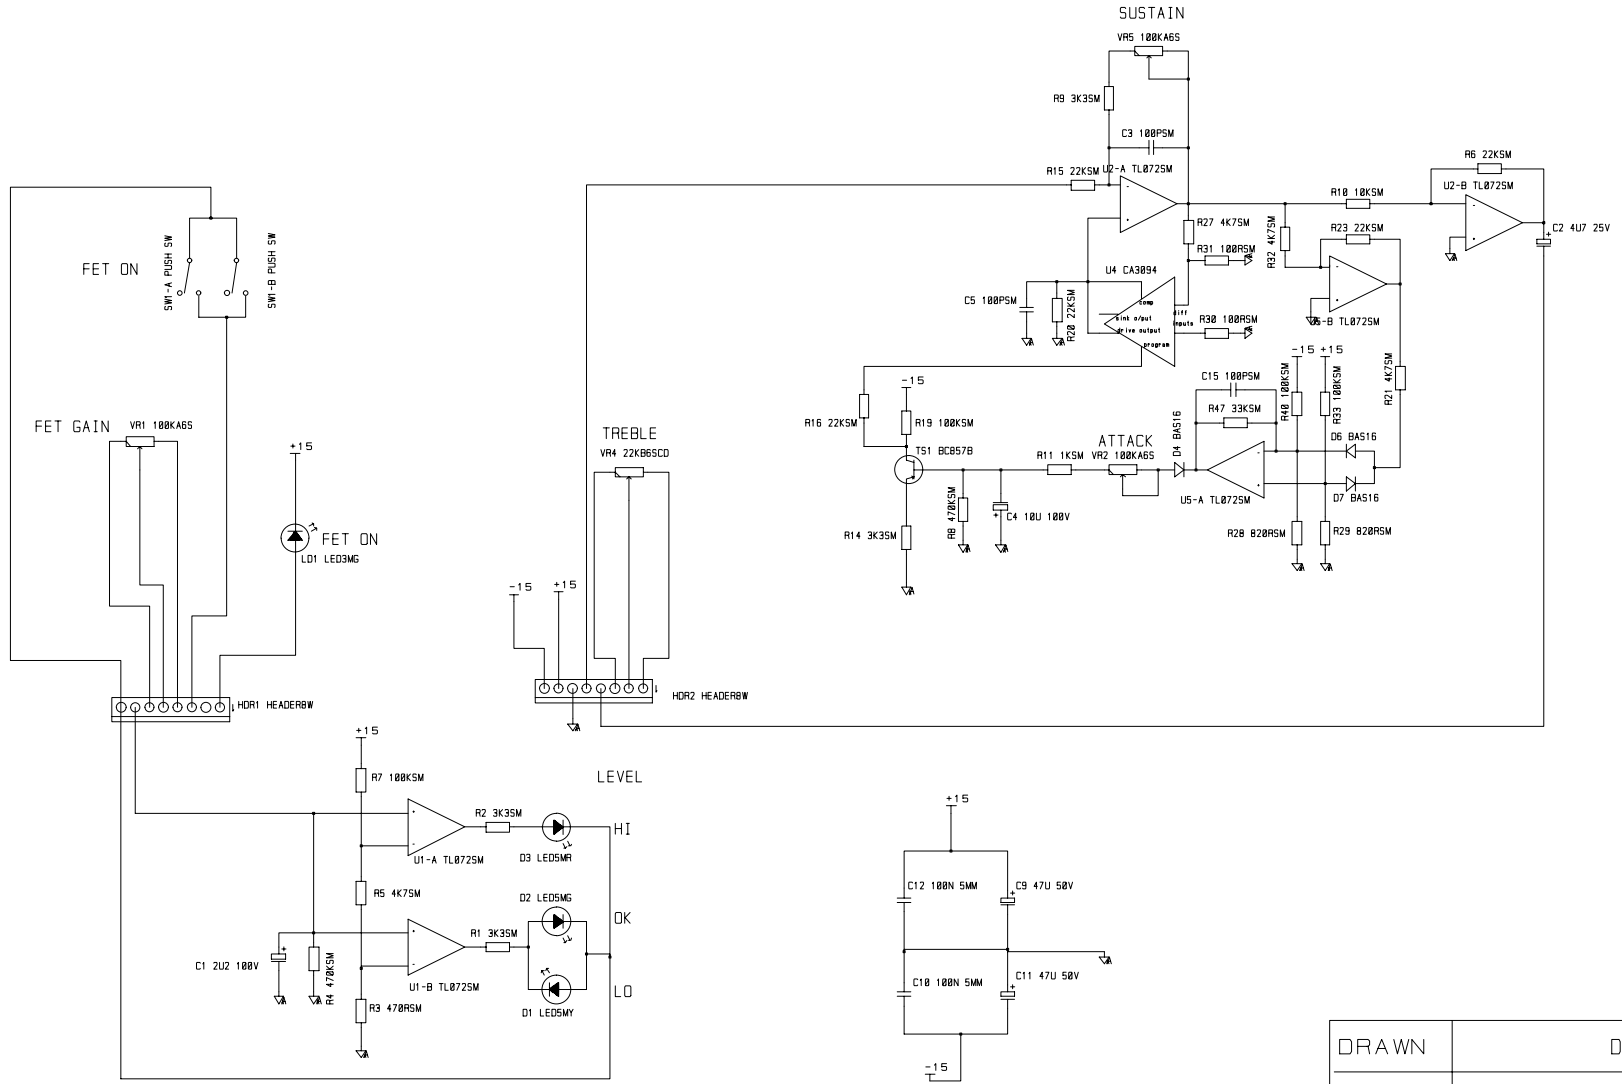 SUSTAIN
VR5 100KA6S
R9 3K3SM
C3 100PSM
R15 22KSM
U2-A TL072SM
R6 22KSM
U2-B TL072SM
R10 10KSM
C2 4U7 25V
R27 4K7SM
R32 4K7SM
R23 22KSM
R31 100RSM
U4 CA3094
comp
sink o/put
drive output
program
diff
inputs
C5 100PSM
R20 22KSM
R30 100RSM
-B TL072SM
FET ON
SW1-A PUSH SW
SW1-B PUSH SW
-15
+15
C15 100PSM
R47 33KSM
R40 100KSM
R33 100KSM
R21 4K7SM
-15
R16 22KSM
R19 100KSM
TS1 BC857B
ATTACK
VR2 100KA6S
D4 BAS16
R11 1KSM
D6 BAS16
D7 BAS16
U5-A TL072SM
FET GAIN
VR1 100KA6S
+15
TREBLE
VR4 22KB6SCD
R8 470KSM
C4 10U 100V
R14 3K3SM
R28 820RSM
R29 820RSM
FET ON
LD1 LED3MG
-15
+15
1
HDR1 HEADER8W
1
HDR2 HEADER8W
+15
R7 100KSM
LEVEL
R2 3K3SM
HI
U1-A TL072SM
D3 LED5MR
R5 4K7SM
D2 LED5MG
OK
R1 3K3SM
C1 2U2 100V
R4 470KSM
U1-B TL072SM
LO
R3 470RSM
D1 LED5MY
+15
C12 100N 5MM
C9 47U 50V
C10 100N 5MM
C11 47U 50V
-15
DRAWN
D